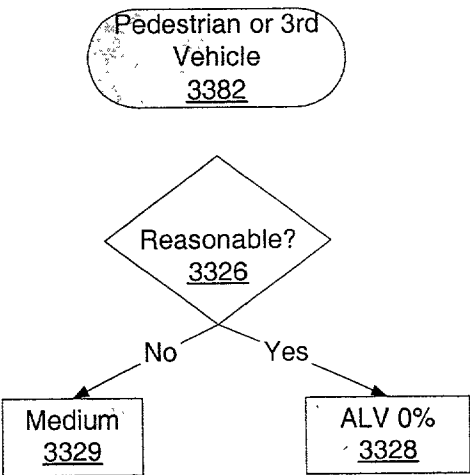 Pedestrian or 3rd
Vehicle
3382
Reasonable?
3326
No
Yes
Medium
3329
ALV 0%
3328